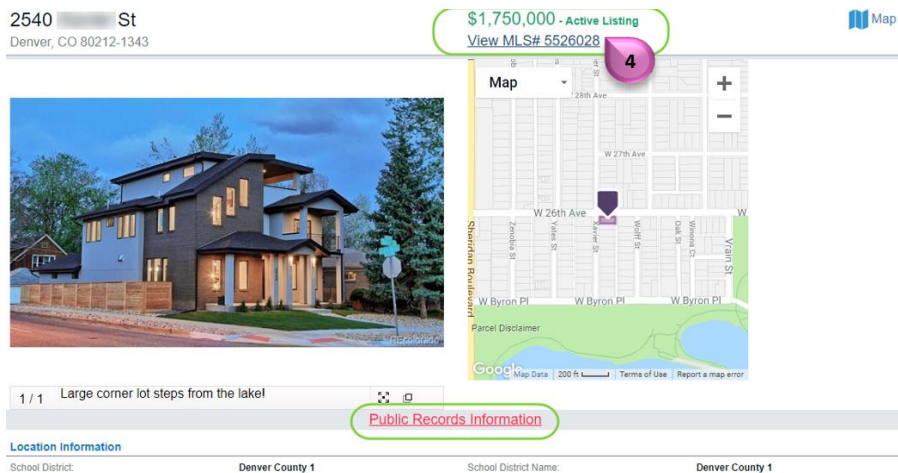 2540 St
Denver, CO 80212-1343
$1,750,000 - Active Listing
View MLS# 5526028
4
Map
Map
28th Ave
W 27th Ave
W 26th Ave
W
Sheridan Boulevard
Zenobia St
Yates St
Xavier St
Wolff St
Oak St
Winona Ct
Vrain St
W Byron Pl
W Byron Pl
W Byron Pl
Parcel Disclaimer
Google
Map Data
200 ft
Terms of Use
Report a map error
REcolorado
1 / 1
Large corner lot steps from the lake!
Public Records Information
Location Information
School District:
Denver County 1
School District Name:
Denver County 1